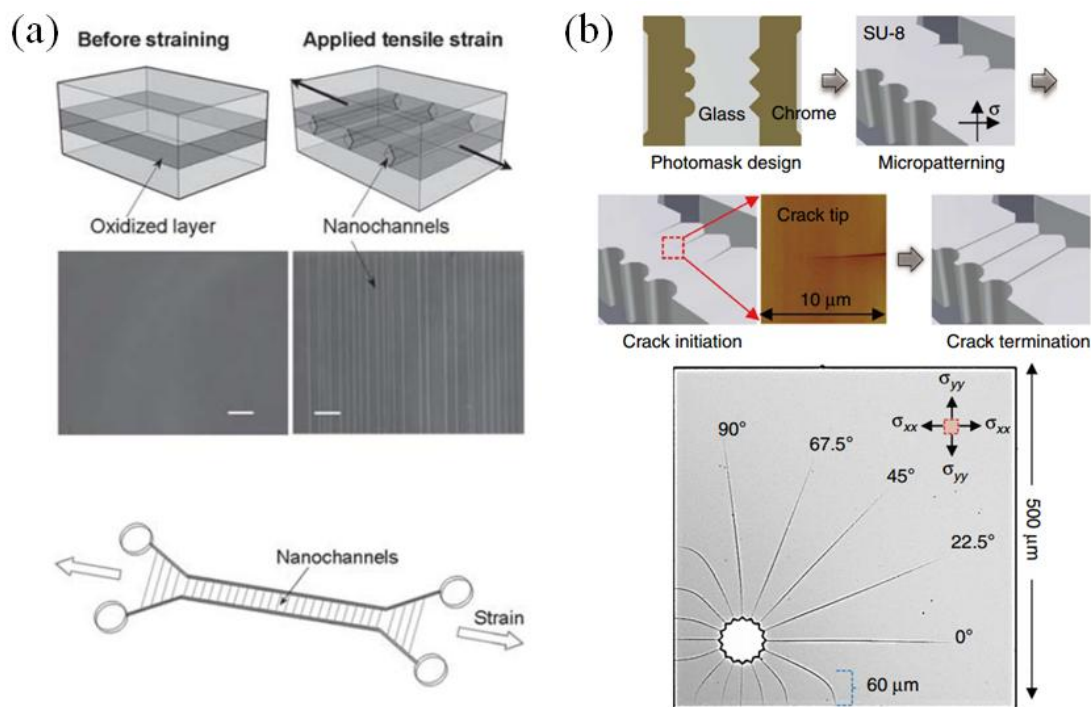 (a)
Before straining
Applied tensile strain
Oxidized layer
Nanochannels
Nanochannels
Strain
(b)
Glass
Chrome
Photomask design
SU-8
σ
Micropatterning
Crack initiation
Crack tip
10 μm
Crack termination
90°
67.5°
45°
22.5°
0°
σyy
σxx
σxx
σyy
500 μm
60 μm